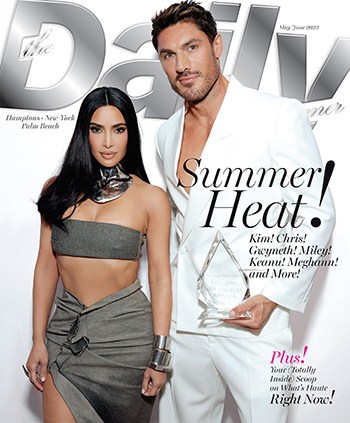 the Daily
May/June 2023
Hamptons • New York
Palm Beach
Summer
Heat!
Kim! Chris!
Gwyneth! Miley!
Keanu! Meghann!
and More!
Plus!
Your (Totally
Inside) Scoop
on What's Haute
Right Now!